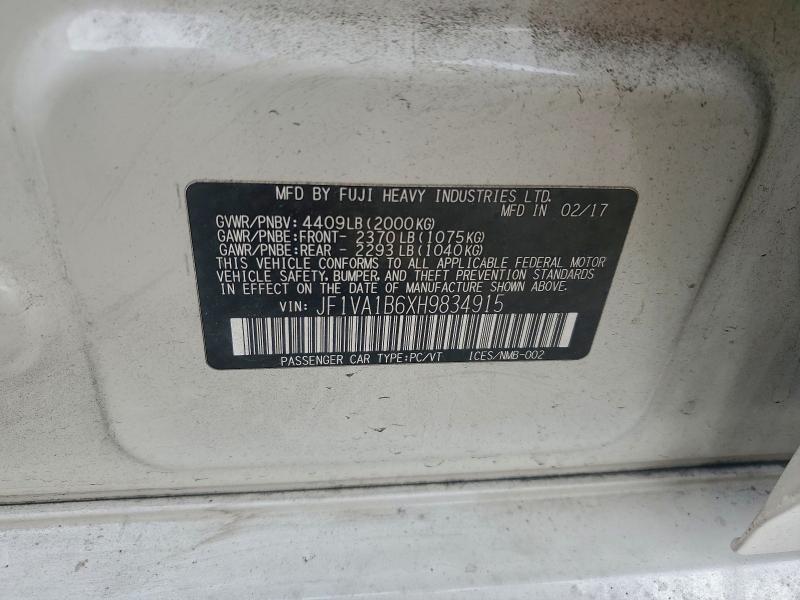 MFD BY FUJI HEAVY INDUSTRIES LTD.
MFD IN 02/17
GVWR/PNBV: 4409LB(2000KG)
GAWR/PNBE:FRONT- 2370LB(1075KG)
GAWR/PNBE:REAR - 2293LB(1040KG)
THIS VEHICLE CONFORMS TO ALL APPLICABLE FEDERAL MOTOR
VEHICLE SAFETY, BUMPER, AND THEFT PREVENTION STANDARDS
IN EFFECT ON THE DATE OF MANUFACTURE SHOWN ABOVE.
VIN: JF1VA1B6XH9834915
PASSENGER CAR TYPE:PC/VT 1CES/NMB-002